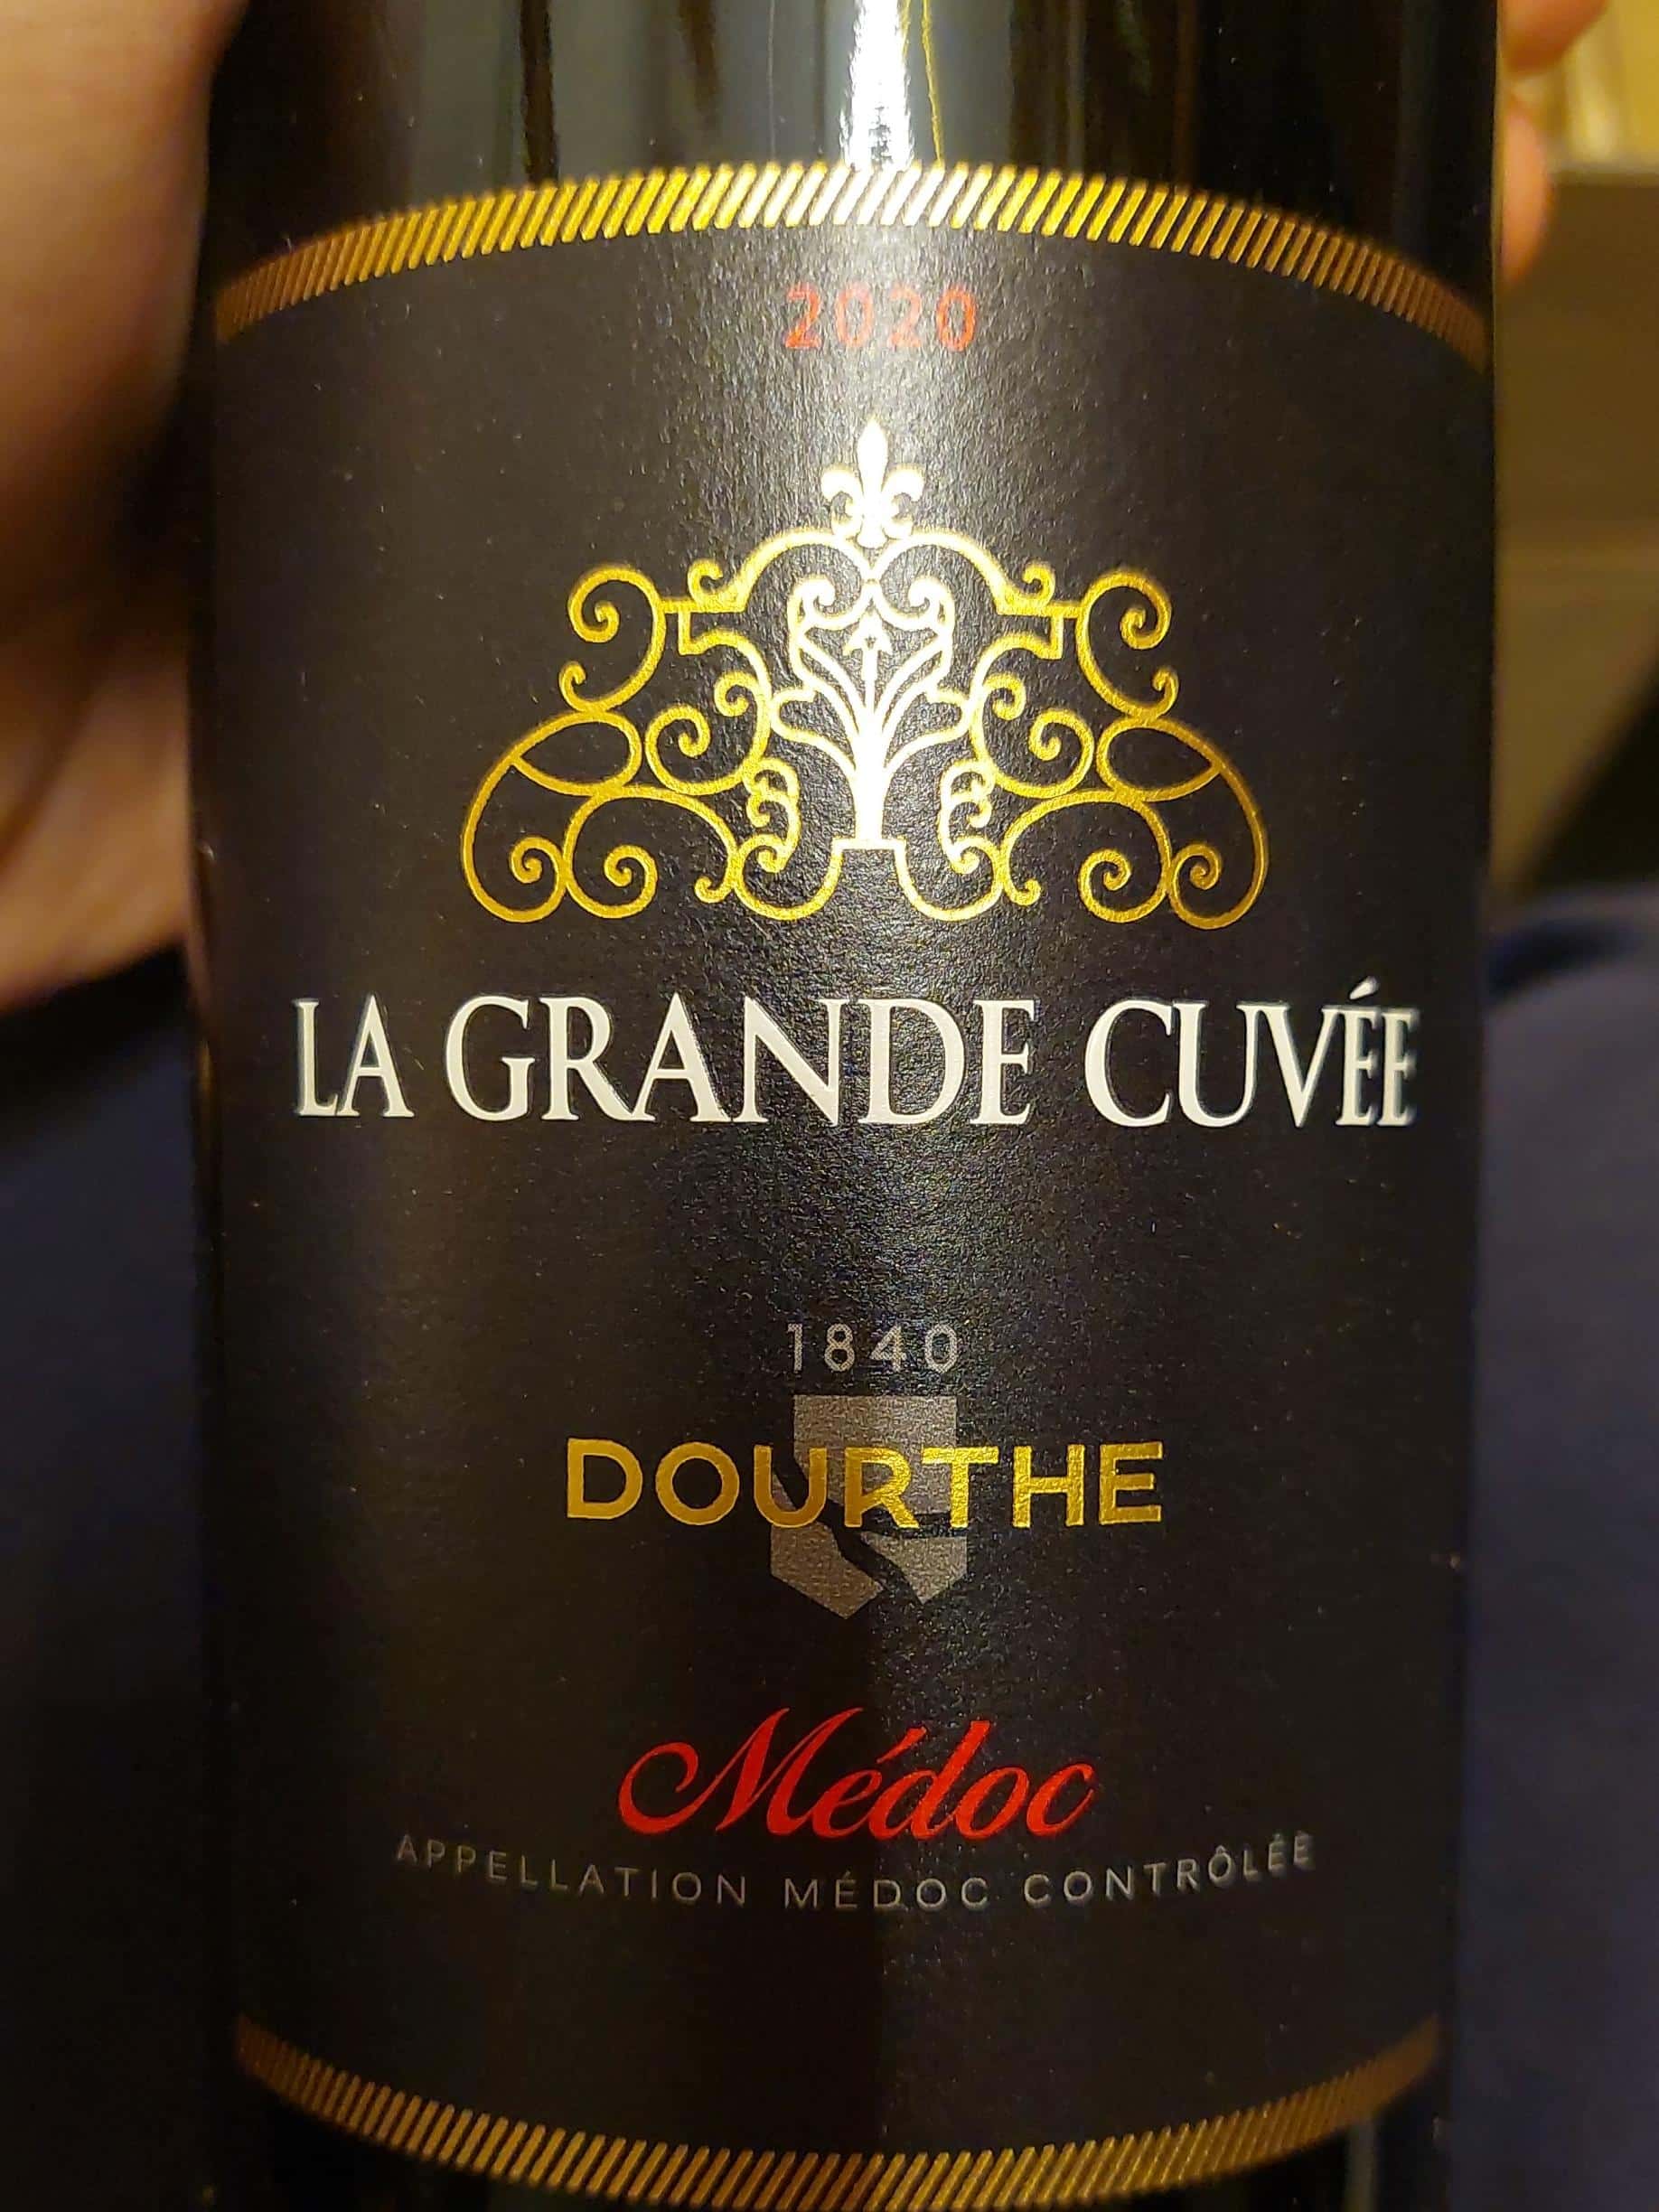 2020
LA GRANDE CUVÉE
1840
DOURTHE
Médoc
APPELLATION MÉDOC CONTRÔLÉE